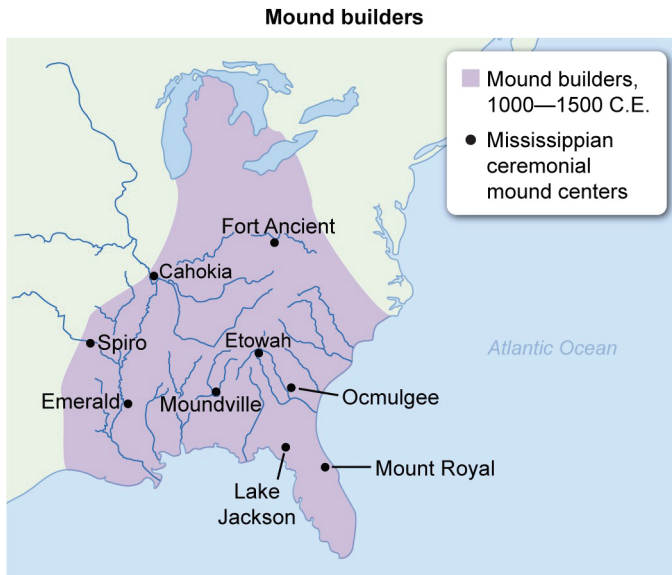 Mound builders
Mound builders,
1000—1500 C.E.
Mississippian
ceremonial
mound centers
Fort Ancient
Cahokia
Spiro
Etowah
Atlantic Ocean
Emerald
Moundville
Ocmulgee
Mount Royal
Lake
Jackson